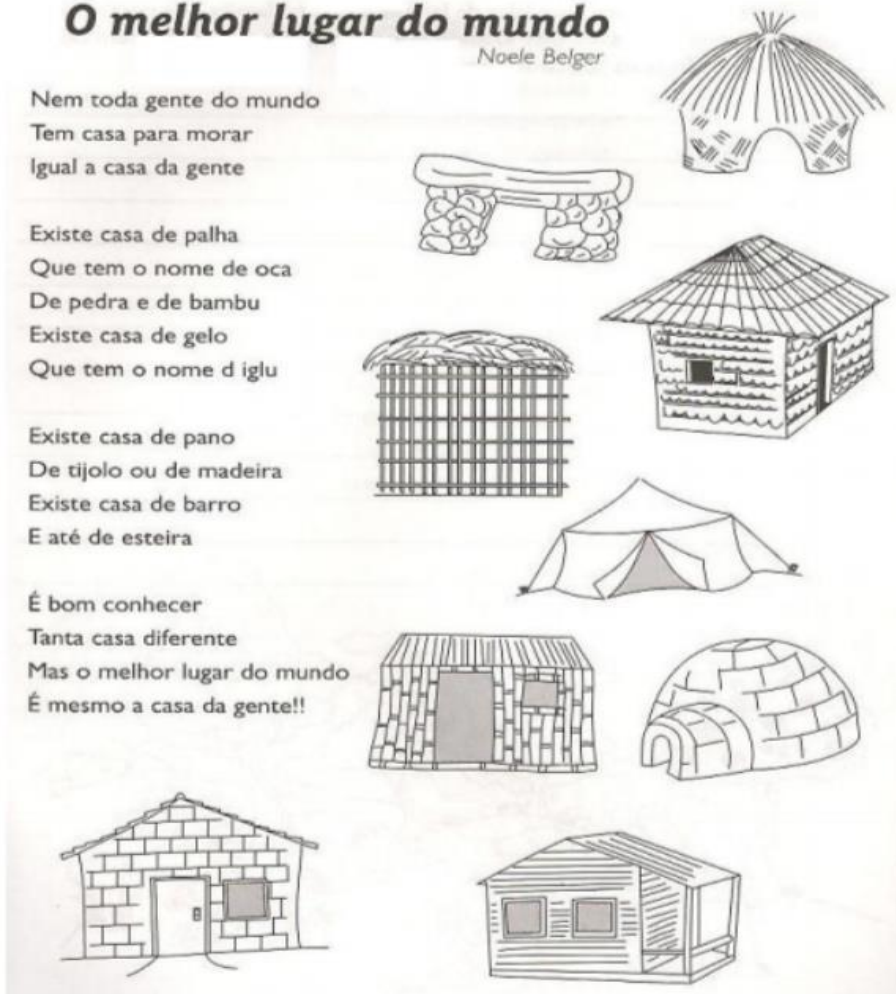 O melhor lugar do mundo
Noele Belger
Nem toda gente do mundo
Tem casa para morar
Igual a casa da gente
Existe casa de palha
Que tem o nome de oca
De pedra e de bambu
Existe casa de gelo
Que tem o nome d iglu
Existe casa de pano
De tijolo ou de madeira
Existe casa de barro
E até de esteira
É bom conhecer
Tanta casa diferente
Mas o melhor lugar do mundo
É mesmo a casa da gente!!